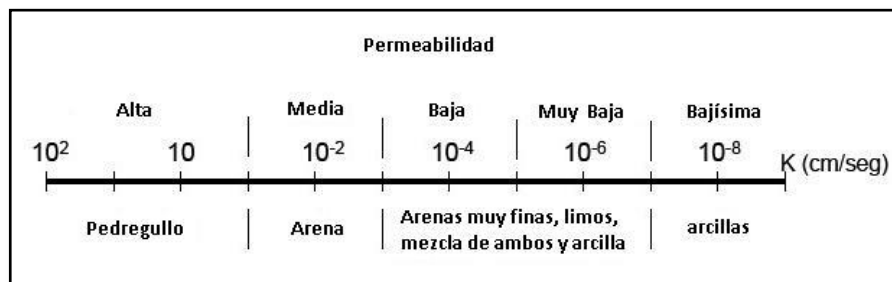 Permeabilidad
Alta Media Baja Muy Baja Bajísima
10² 10 10⁻² 10⁻⁴ 10⁻⁶ 10⁻⁸ K (cm/seg)
Pedregullo Arena Arenas muy finas, limos, mezcla de ambos y arcilla arcillas